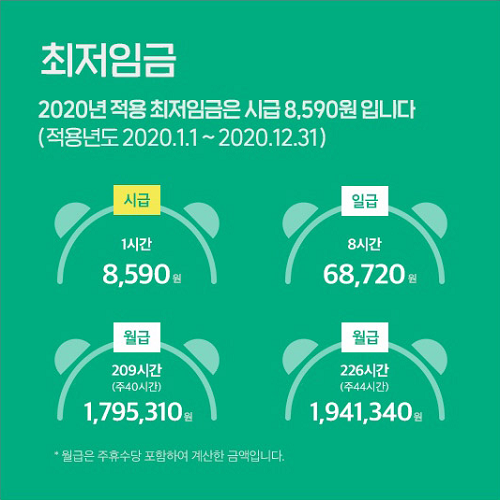 최저임금
2020년 적용 최저임금은 시급 8,590원 입니다
( 적용년도 2020.1.1 ~ 2020.12.31 )
시급
1시간
8,590 원
일급
8시간
68,720 원
월급
209시간
(주40시간)
1,795,310 원
월급
226시간
(주44시간)
1,941,340 원
* 월급은 주휴수당 포함하여 계산한 금액입니다.